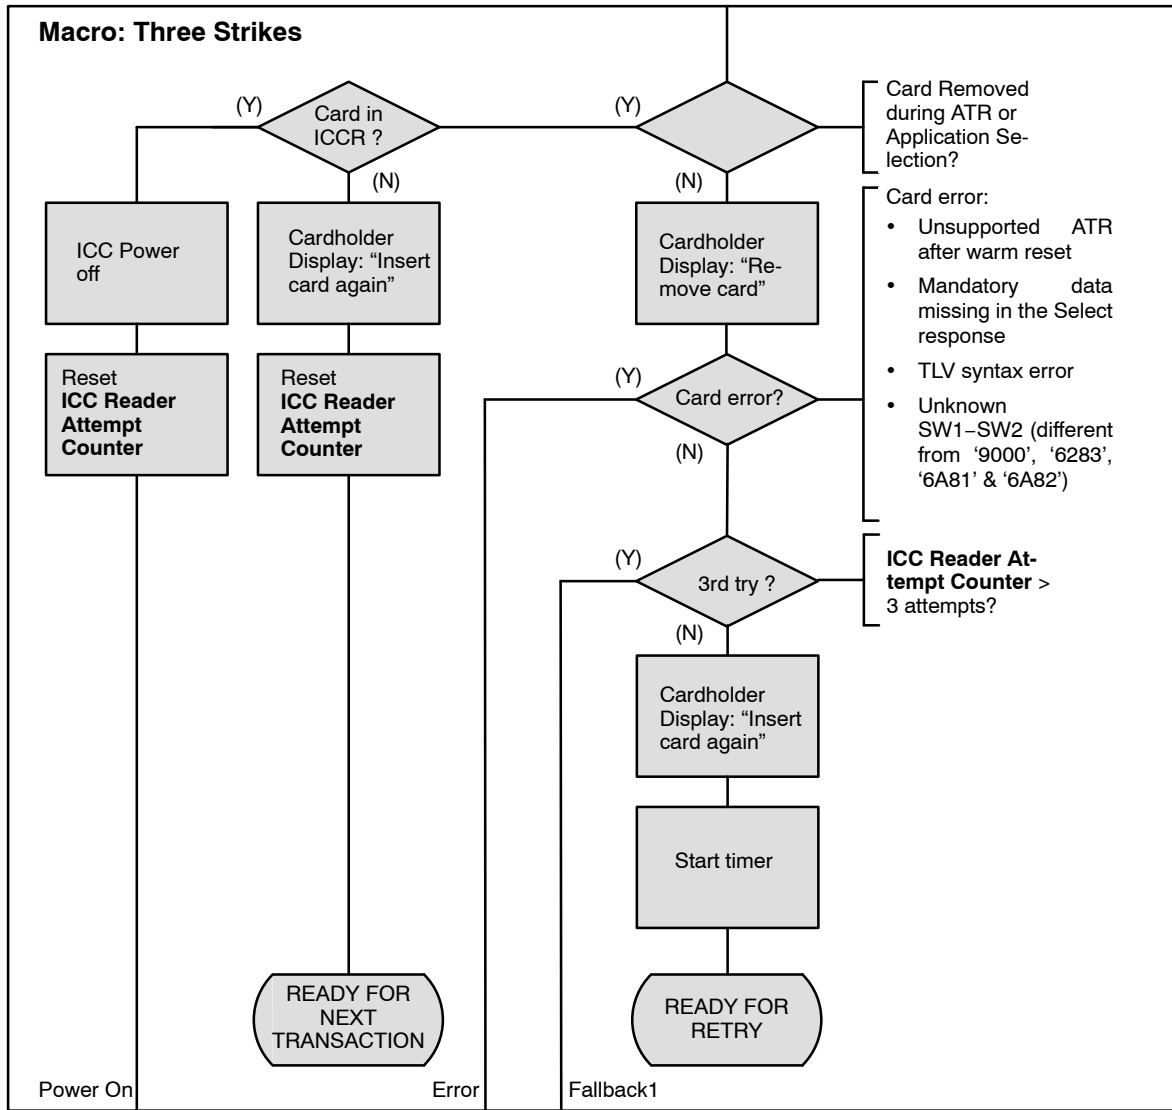 Macro: Three Strikes
(Y)
Card in
ICCR ?
(N)
(Y)
(N)
Card Removed
during ATR or
Application Se-
lection?
ICC Power
off
Cardholder
Display: “Insert
card again”
Cardholder
Display: “Re-
move card”
Card error:
• Unsupported ATR
after warm reset
• Mandatory data
missing in the Select
response
• TLV syntax error
• Unknown
SW1–SW2 (different
from ‘9000’, ‘6283’,
‘6A81’ & ‘6A82’)
Reset
ICC Reader
Attempt
Counter
Reset
ICC Reader
Attempt
Counter
(Y)
Card error?
(N)
(Y)
3rd try ?
(N)
ICC Reader At-
tempt Counter >
3 attempts?
Cardholder
Display: “Insert
card again”
Start timer
READY FOR
NEXT
TRANSACTION
READY FOR
RETRY
Power On
Error
Fallback1